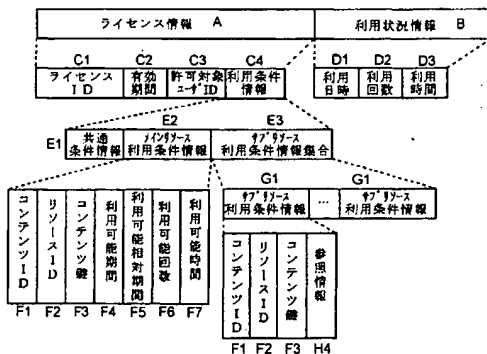 ライセンス情報 A
利用状況情報 B
C1 C2 C3 C4
D1 D2 D3
ライセンスID
有効期間
許可対象ユーザID
利用条件情報
利用日時
利用回数
利用時間
E1
E2
E3
共通条件情報
メインリソース利用条件情報
サブリソース利用条件情報集合
G1
G1
サブリソース利用条件情報
…
サブリソース利用条件情報
コンテンツID
リソースID
コンテンツ鍵
利用可能期間
利用可能相対期間
利用可能回数
利用可能時間
F1 F2 F3 F4 F5 F6 F7
コンテンツID
リソースID
コンテンツ鍵
参照情報
F1 F2 F3 H4